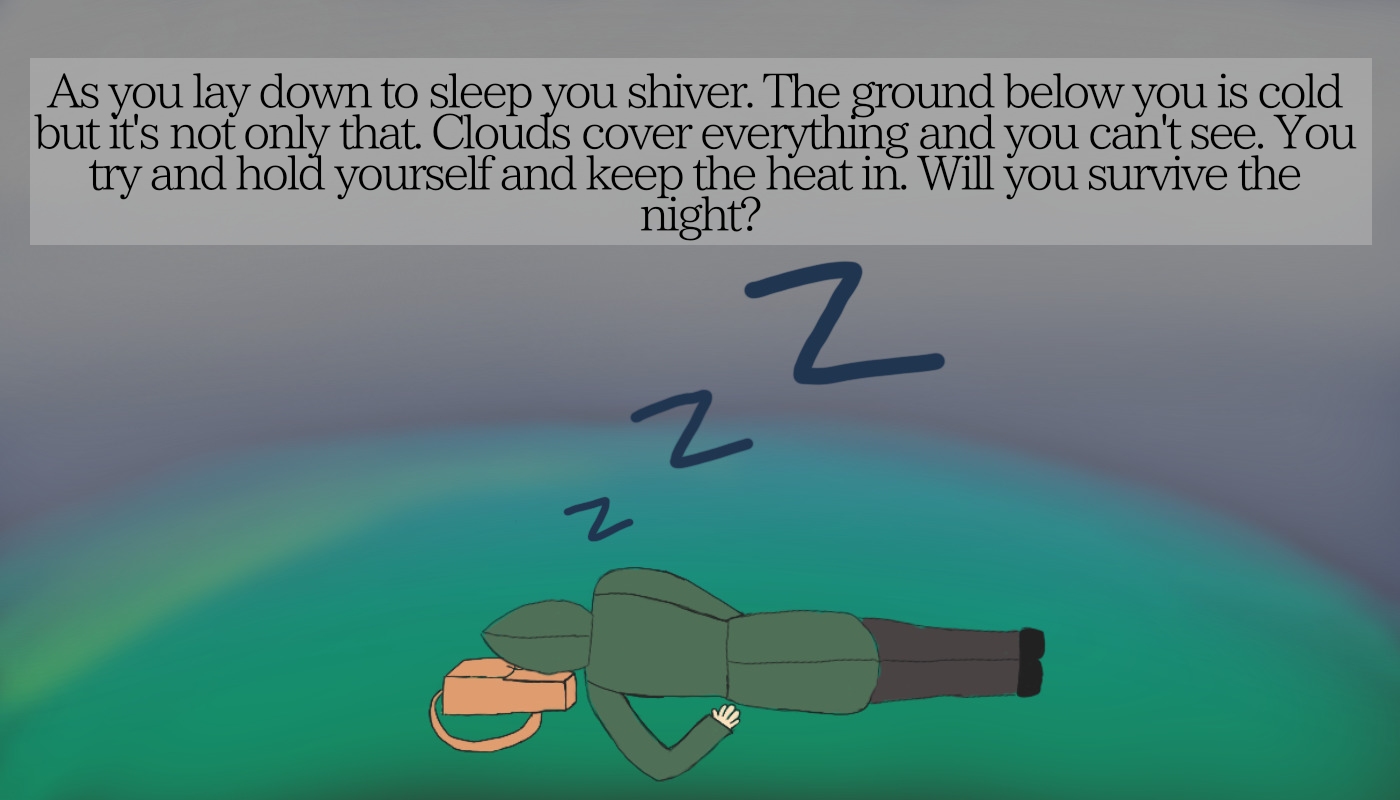 As you lay down to sleep you shiver. The ground below you is cold
but it's not only that. Clouds cover everything and you can't see. You
try and hold yourself and keep the heat in. Will you survive the
night?
Z
Z
Z